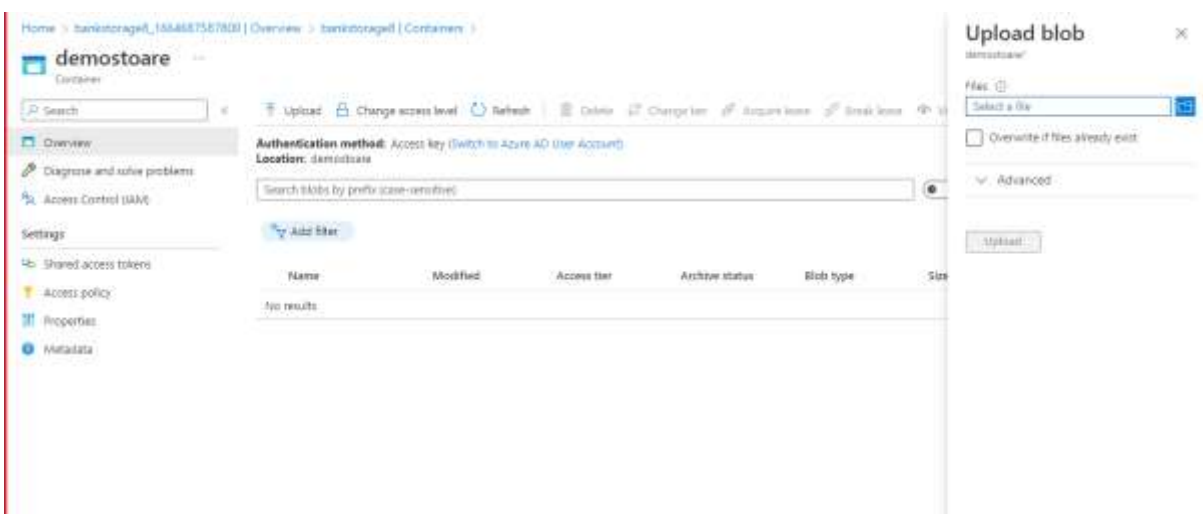 Home > bankstorage8_1664687587800 | Overview > bankstorage8 | Containers >
demostoare ...
Container
Search
Overview
Diagnose and solve problems
Access Control (IAM)
Settings
Shared access tokens
Access policy
Properties
Metadata
Upload Change access level Refresh Delete Change tier Acquire lease Break lease
Authentication method: Access key (Switch to Azure AD User Account)
Location: demostoare
Search blobs by prefix (case-sensitive)
Add filter
Name Modified Access tier Archive status Blob type
No results
Upload blob
demostoare/
Files
Select a file
Overwrite if files already exist
Advanced
Upload